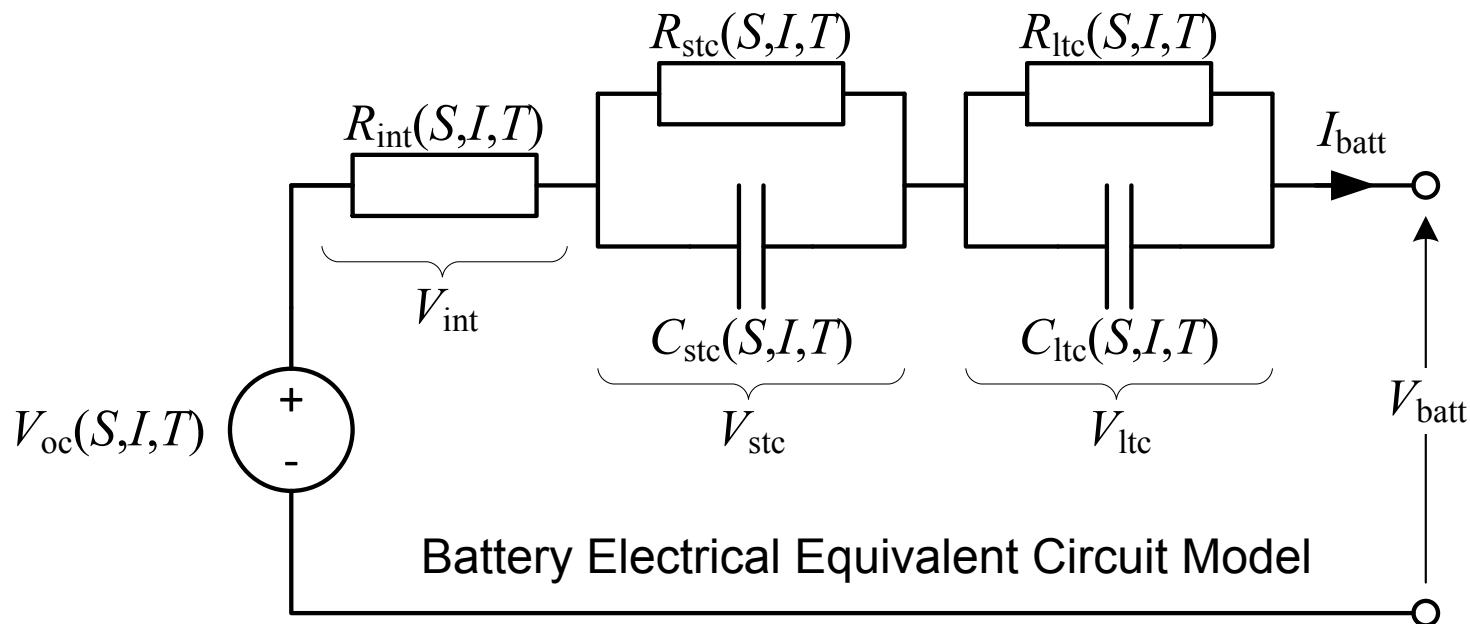 R_stc(S,I,T)
R_ltc(S,I,T)
R_int(S,I,T)
I_batt
V_int
C_stc(S,I,T)
C_ltc(S,I,T)
V_oc(S,I,T)
+
-
V_stc
V_ltc
V_batt
Battery Electrical Equivalent Circuit Model